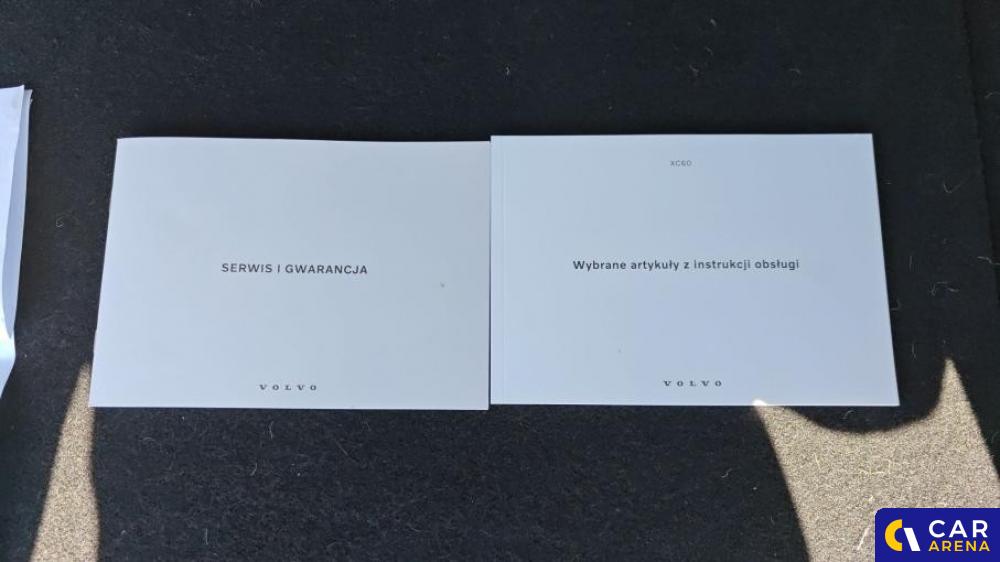 SERWIS I GWARANCJA
VOLVO
XC60
Wybrane artykuły z instrukcji obsługi
VOLVO
CAR
ARENA